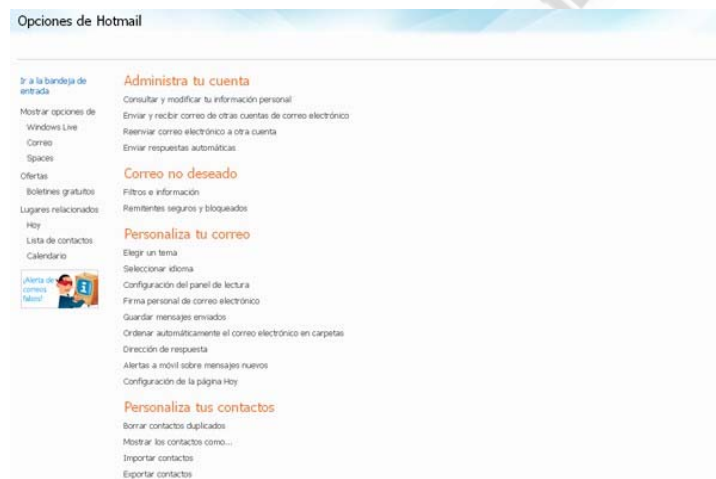 Opciones de Hotmail
Ir a la bandeja de
entrada
Mostrar opciones de
Windows Live
Correo
Spaces
Ofertas
Boletines gratuitos
Lugares relacionados
Hoy
Lista de contactos
Calendario
¡Alerta de
correos
falsos!
Administra tu cuenta
Consultar y modificar tu información personal
Enviar y recibir correo de otras cuentas de correo electrónico
Reenviar correo electrónico a otra cuenta
Enviar respuestas automáticas
Correo no deseado
Filtros e información
Remitentes seguros y bloqueados
Personaliza tu correo
Elegir un tema
Seleccionar idioma
Configuración del panel de lectura
Firma personal de correo electrónico
Guardar mensajes enviados
Ordenar automáticamente el correo electrónico en carpetas
Dirección de respuesta
Alertas a móvil sobre mensajes nuevos
Configuración de la página Hoy
Personaliza tus contactos
Borrar contactos duplicados
Mostrar los contactos como...
Importar contactos
Exportar contactos